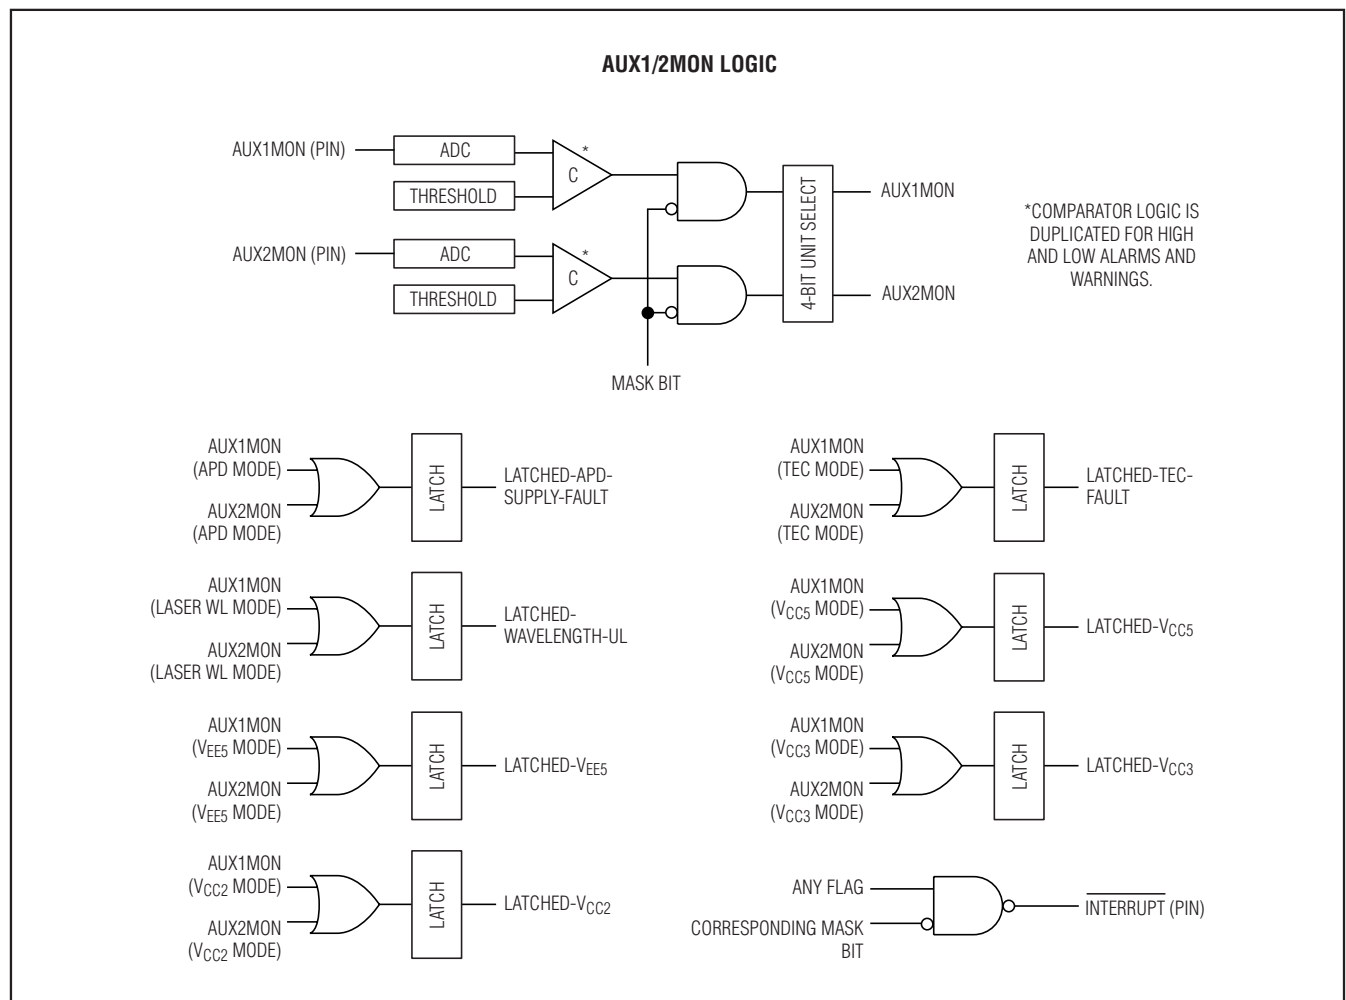 AUX1/2MON LOGIC
AUX1MON (PIN)
ADC
*
C
THRESHOLD
AUX2MON (PIN)
ADC
*
C
THRESHOLD
MASK BIT
4-BIT UNIT SELECT
AUX1MON
AUX2MON
*COMPARATOR LOGIC IS
DUPLICATED FOR HIGH
AND LOW ALARMS AND
WARNINGS.
AUX1MON
(APD MODE)
AUX2MON
(APD MODE)
LATCH
LATCHED-APD-
SUPPLY-FAULT
AUX1MON
(TEC MODE)
AUX2MON
(TEC MODE)
LATCH
LATCHED-TEC-
FAULT
AUX1MON
(LASER WL MODE)
AUX2MON
(LASER WL MODE)
LATCH
LATCHED-
WAVELENGTH-UL
AUX1MON
(VCC5 MODE)
AUX2MON
(VCC5 MODE)
LATCH
LATCHED-VCC5
AUX1MON
(VEE5 MODE)
AUX2MON
(VEE5 MODE)
LATCH
LATCHED-VEE5
AUX1MON
(VCC3 MODE)
AUX2MON
(VCC3 MODE)
LATCH
LATCHED-VCC3
AUX1MON
(VCC2 MODE)
AUX2MON
(VCC2 MODE)
LATCH
LATCHED-VCC2
ANY FLAG
CORRESPONDING MASK
BIT
INTERRUPT (PIN)